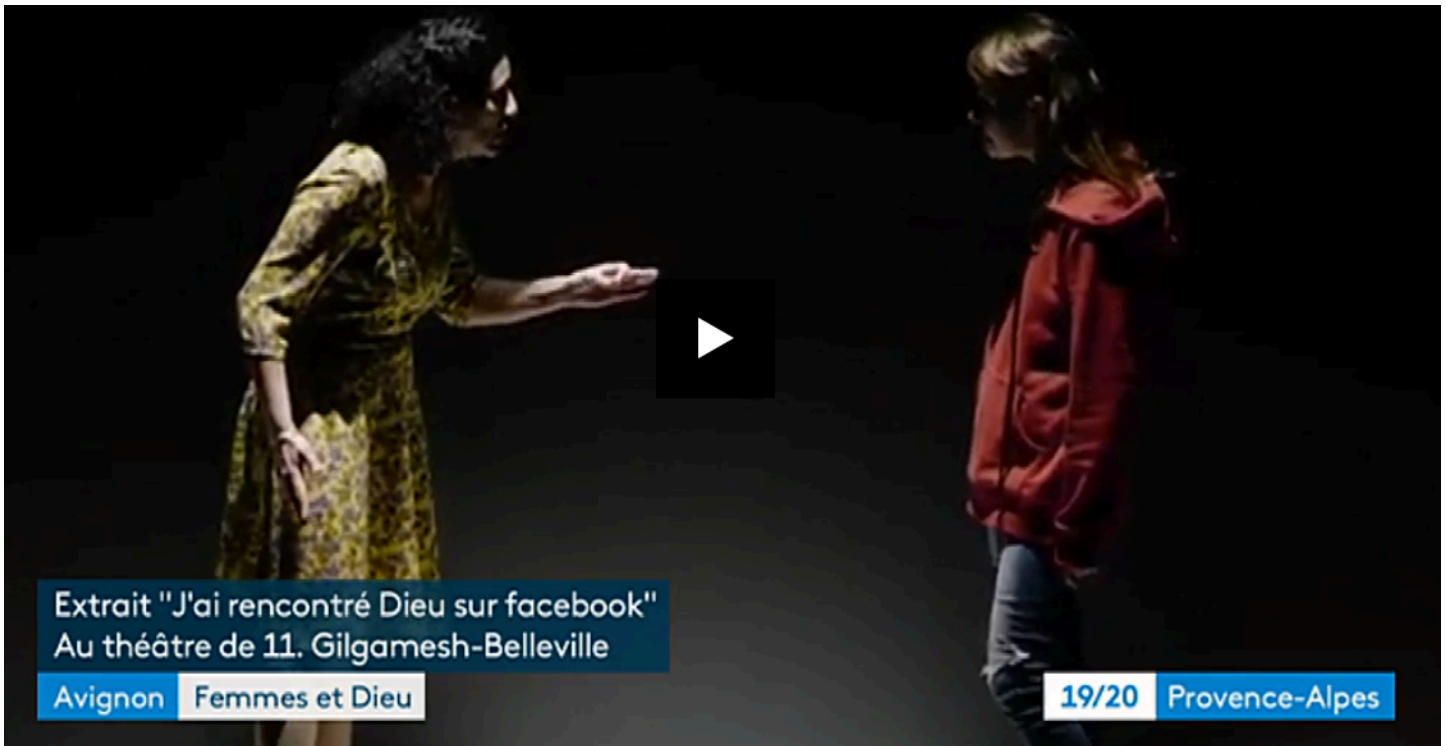 Extrait "J'ai rencontré Dieu sur facebook"
Au théâtre de 11. Gilgamesh-Belleville
Avignon Femmes et Dieu
19/20 Provence-Alpes